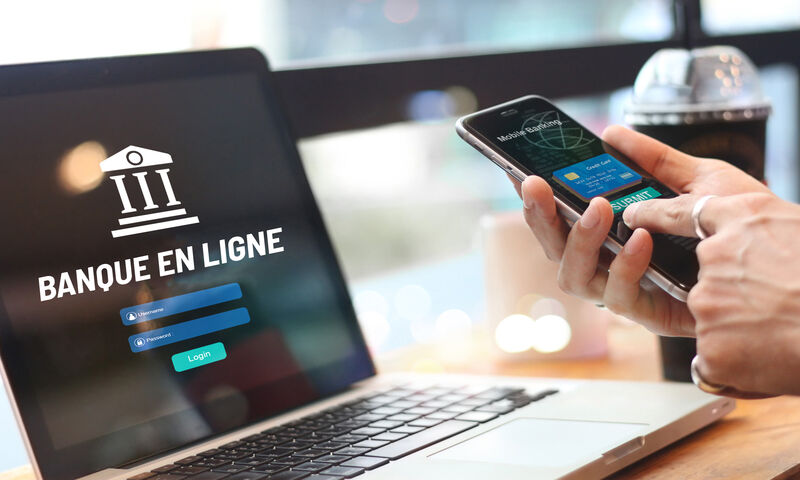 BANQUE EN LIGNE
Username
Password
Login
Mobile Banking...
Credit Card
SUBMIT